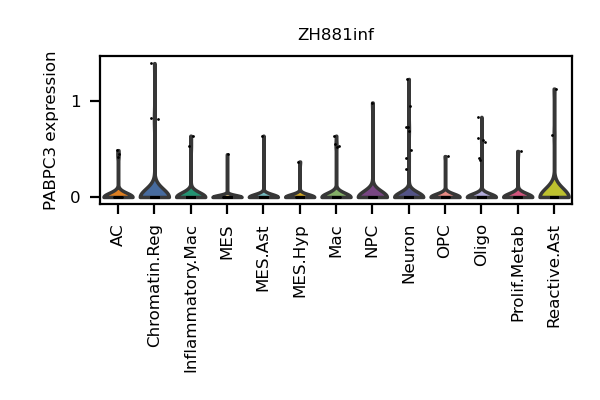 ZH881inf
PABPC3 expression
1
0
AC
Chromatin.Reg
Inflammatory.Mac
MES
MES.Ast
MES.Hyp
Mac
NPC
Neuron
OPC
Oligo
Prolif.Metab
Reactive.Ast